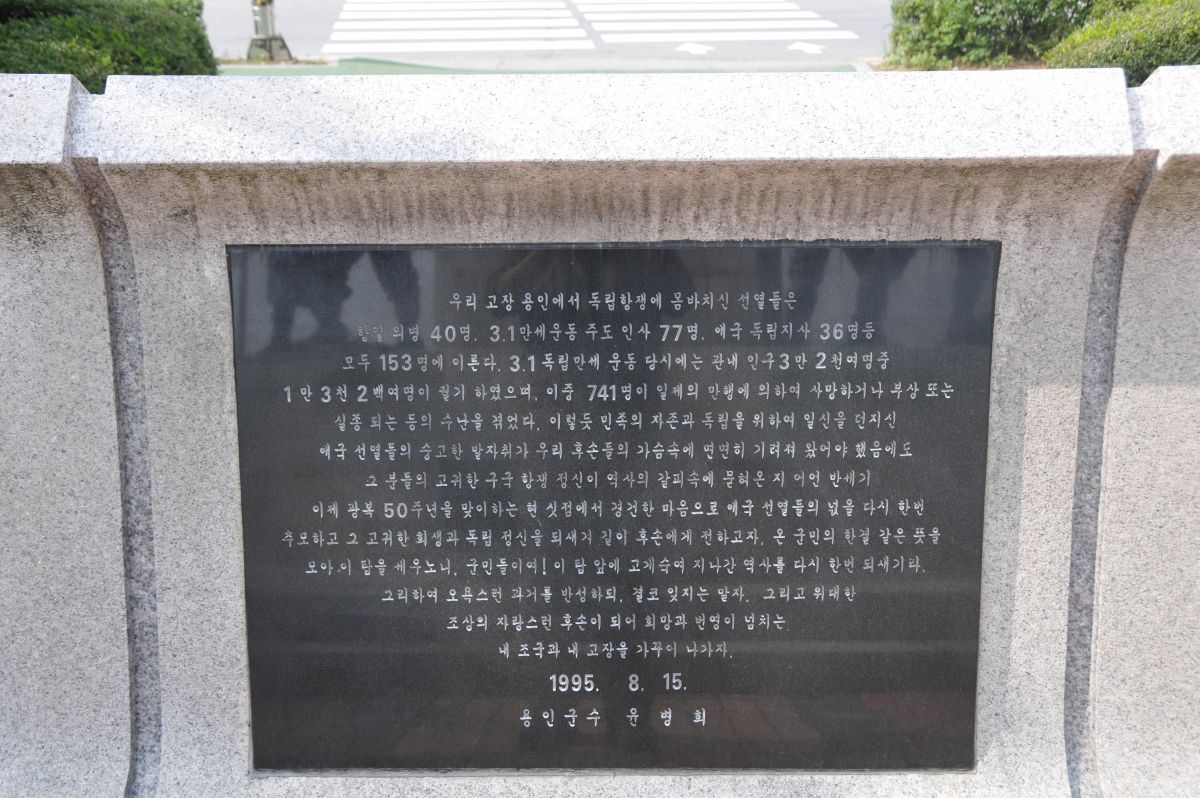 우리 고장 용인에서 독립항쟁에 몸바치신 선열들은
항일 의병 40명, 3.1만세운동 주도 인사 77명, 애국 독립지사 36명등
모두 153명에 이른다. 3.1 독립만세 운동 당시에는 관내 인구3만 2천여명중
1만 3천 2백여명이 궐기 하였으며, 이중 741명이 일제의 만행에 의하여 사망하거나 부상 또는
실종 되는 등의 수난을 겪었다. 이렇듯 민족의 자존과 독립을 위하여 일신을 던지신
애국 선열들의 숭고한 발자취가 우리 후손들의 가슴속에 면면히 기려져 왔어야 했음에도
그 분들의 고귀한 구국 항쟁 정신이 역사의 갈피속에 묻혀온 지 어언 반세기
이제 광복 50주년을 맞이하는 현 싯점에서 경건한 마음으로 애국 선열들의 넋을 다시 한번
추모하고 그 고귀한 희생과 독립 정신을 되새겨 길이 후손에게 전하고자, 온 군민의 한결 같은 뜻을
모아 이 탑을 세우노니, 군민들이여! 이 탑 앞에 고개숙여 지나간 역사를 다시 한번 되새기라.
그리하여 오욕스런 과거를 반성하되, 결코 잊지는 말자. 그리고 위대한
조상의 자랑스런 후손이 되어 희망과 번영이 넘치는
내 조국과 내 고장을 가꾸어 나가자.
1995. 8. 15.
용인군수 윤병희